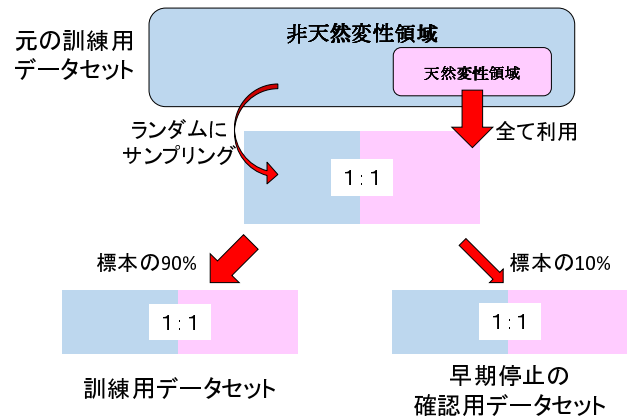 元の訓練用
データセット
非天然変性領域
天然変性領域
ランダムに
サンプリング
全て利用
1:1
標本の90%
標本の10%
1:1
1:1
訓練用データセット
早期停止の
確認用データセット